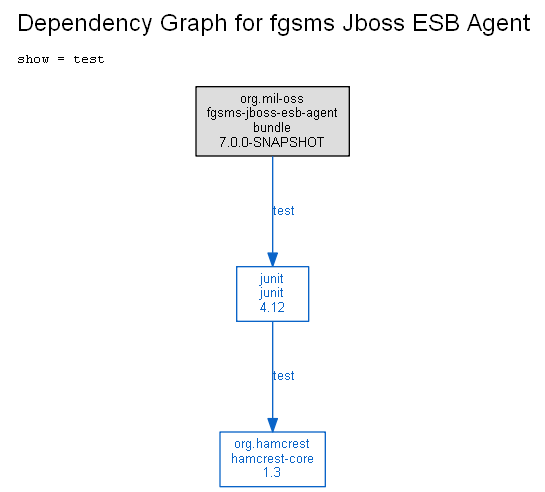 Dependency Graph for fgsms Jboss ESB Agent
show = test
org.mil-oss
fgsms-jboss-esb-agent
bundle
7.0.0-SNAPSHOT
test
junit
junit
4.12
test
org.hamcrest
hamcrest-core
1.3